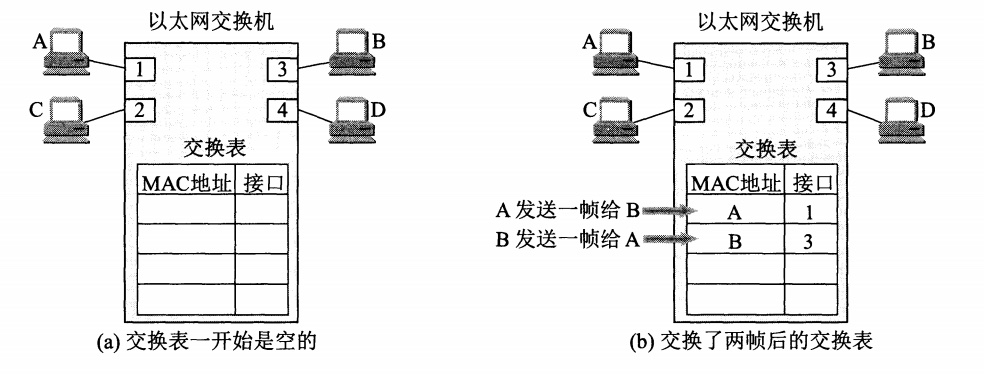 以太网交换机
A
B
1
3
C
D
2
4
交换表
MAC地址 接口
(a) 交换表一开始是空的
以太网交换机
A
B
1
3
C
D
2
4
交换表
MAC地址 接口
A 发送一帧给 B
A 1
B 发送一帧给 A
B 3
(b) 交换了两帧后的交换表